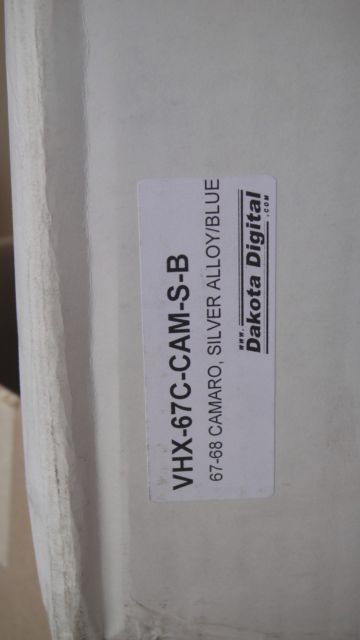 VHX-67C-CAM-S-B
67-68 CAMARO, SILVER ALLOY/BLUE
www.
Dakota Digital
.com